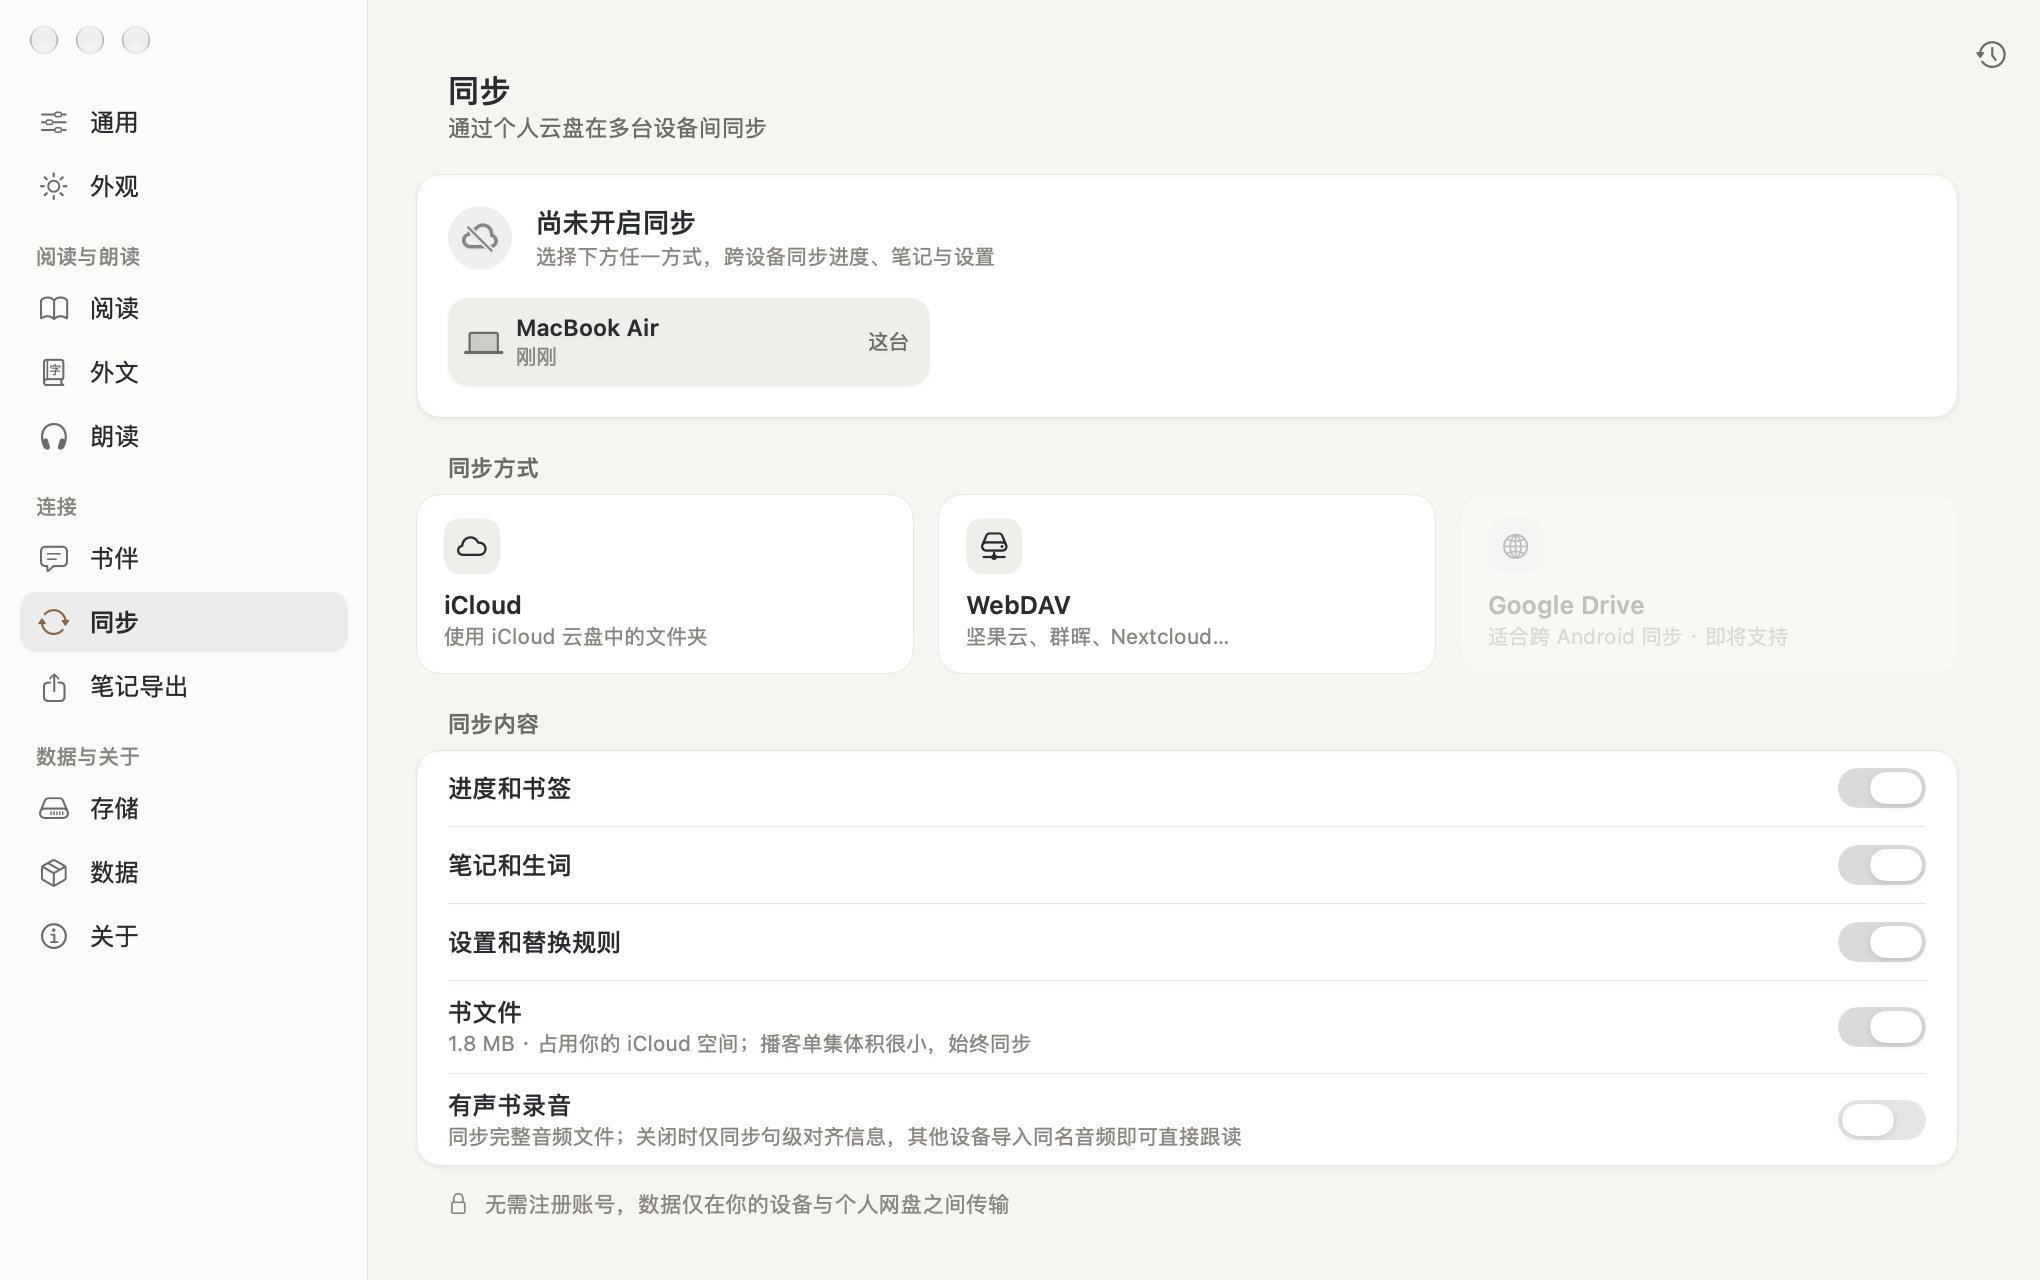 通用
外观
阅读与朗读
阅读
外文
朗读
连接
书伴
同步
笔记导出
数据与关于
存储
数据
关于
同步
通过个人云盘在多台设备间同步
尚未开启同步
选择下方任一方式，跨设备同步进度、笔记与设置
MacBook Air
刚刚
这台
同步方式
iCloud
使用 iCloud 云盘中的文件夹
WebDAV
坚果云、群晖、Nextcloud...
Google Drive
适合跨 Android 同步 · 即将支持
同步内容
进度和书签
笔记和生词
设置和替换规则
书文件
1.8 MB · 占用你的 iCloud 空间；播客单集体积很小，始终同步
有声书录音
同步完整音频文件；关闭时仅同步句级对齐信息，其他设备导入同名音频即可直接跟读
无需注册账号，数据仅在你的设备与个人网盘之间传输